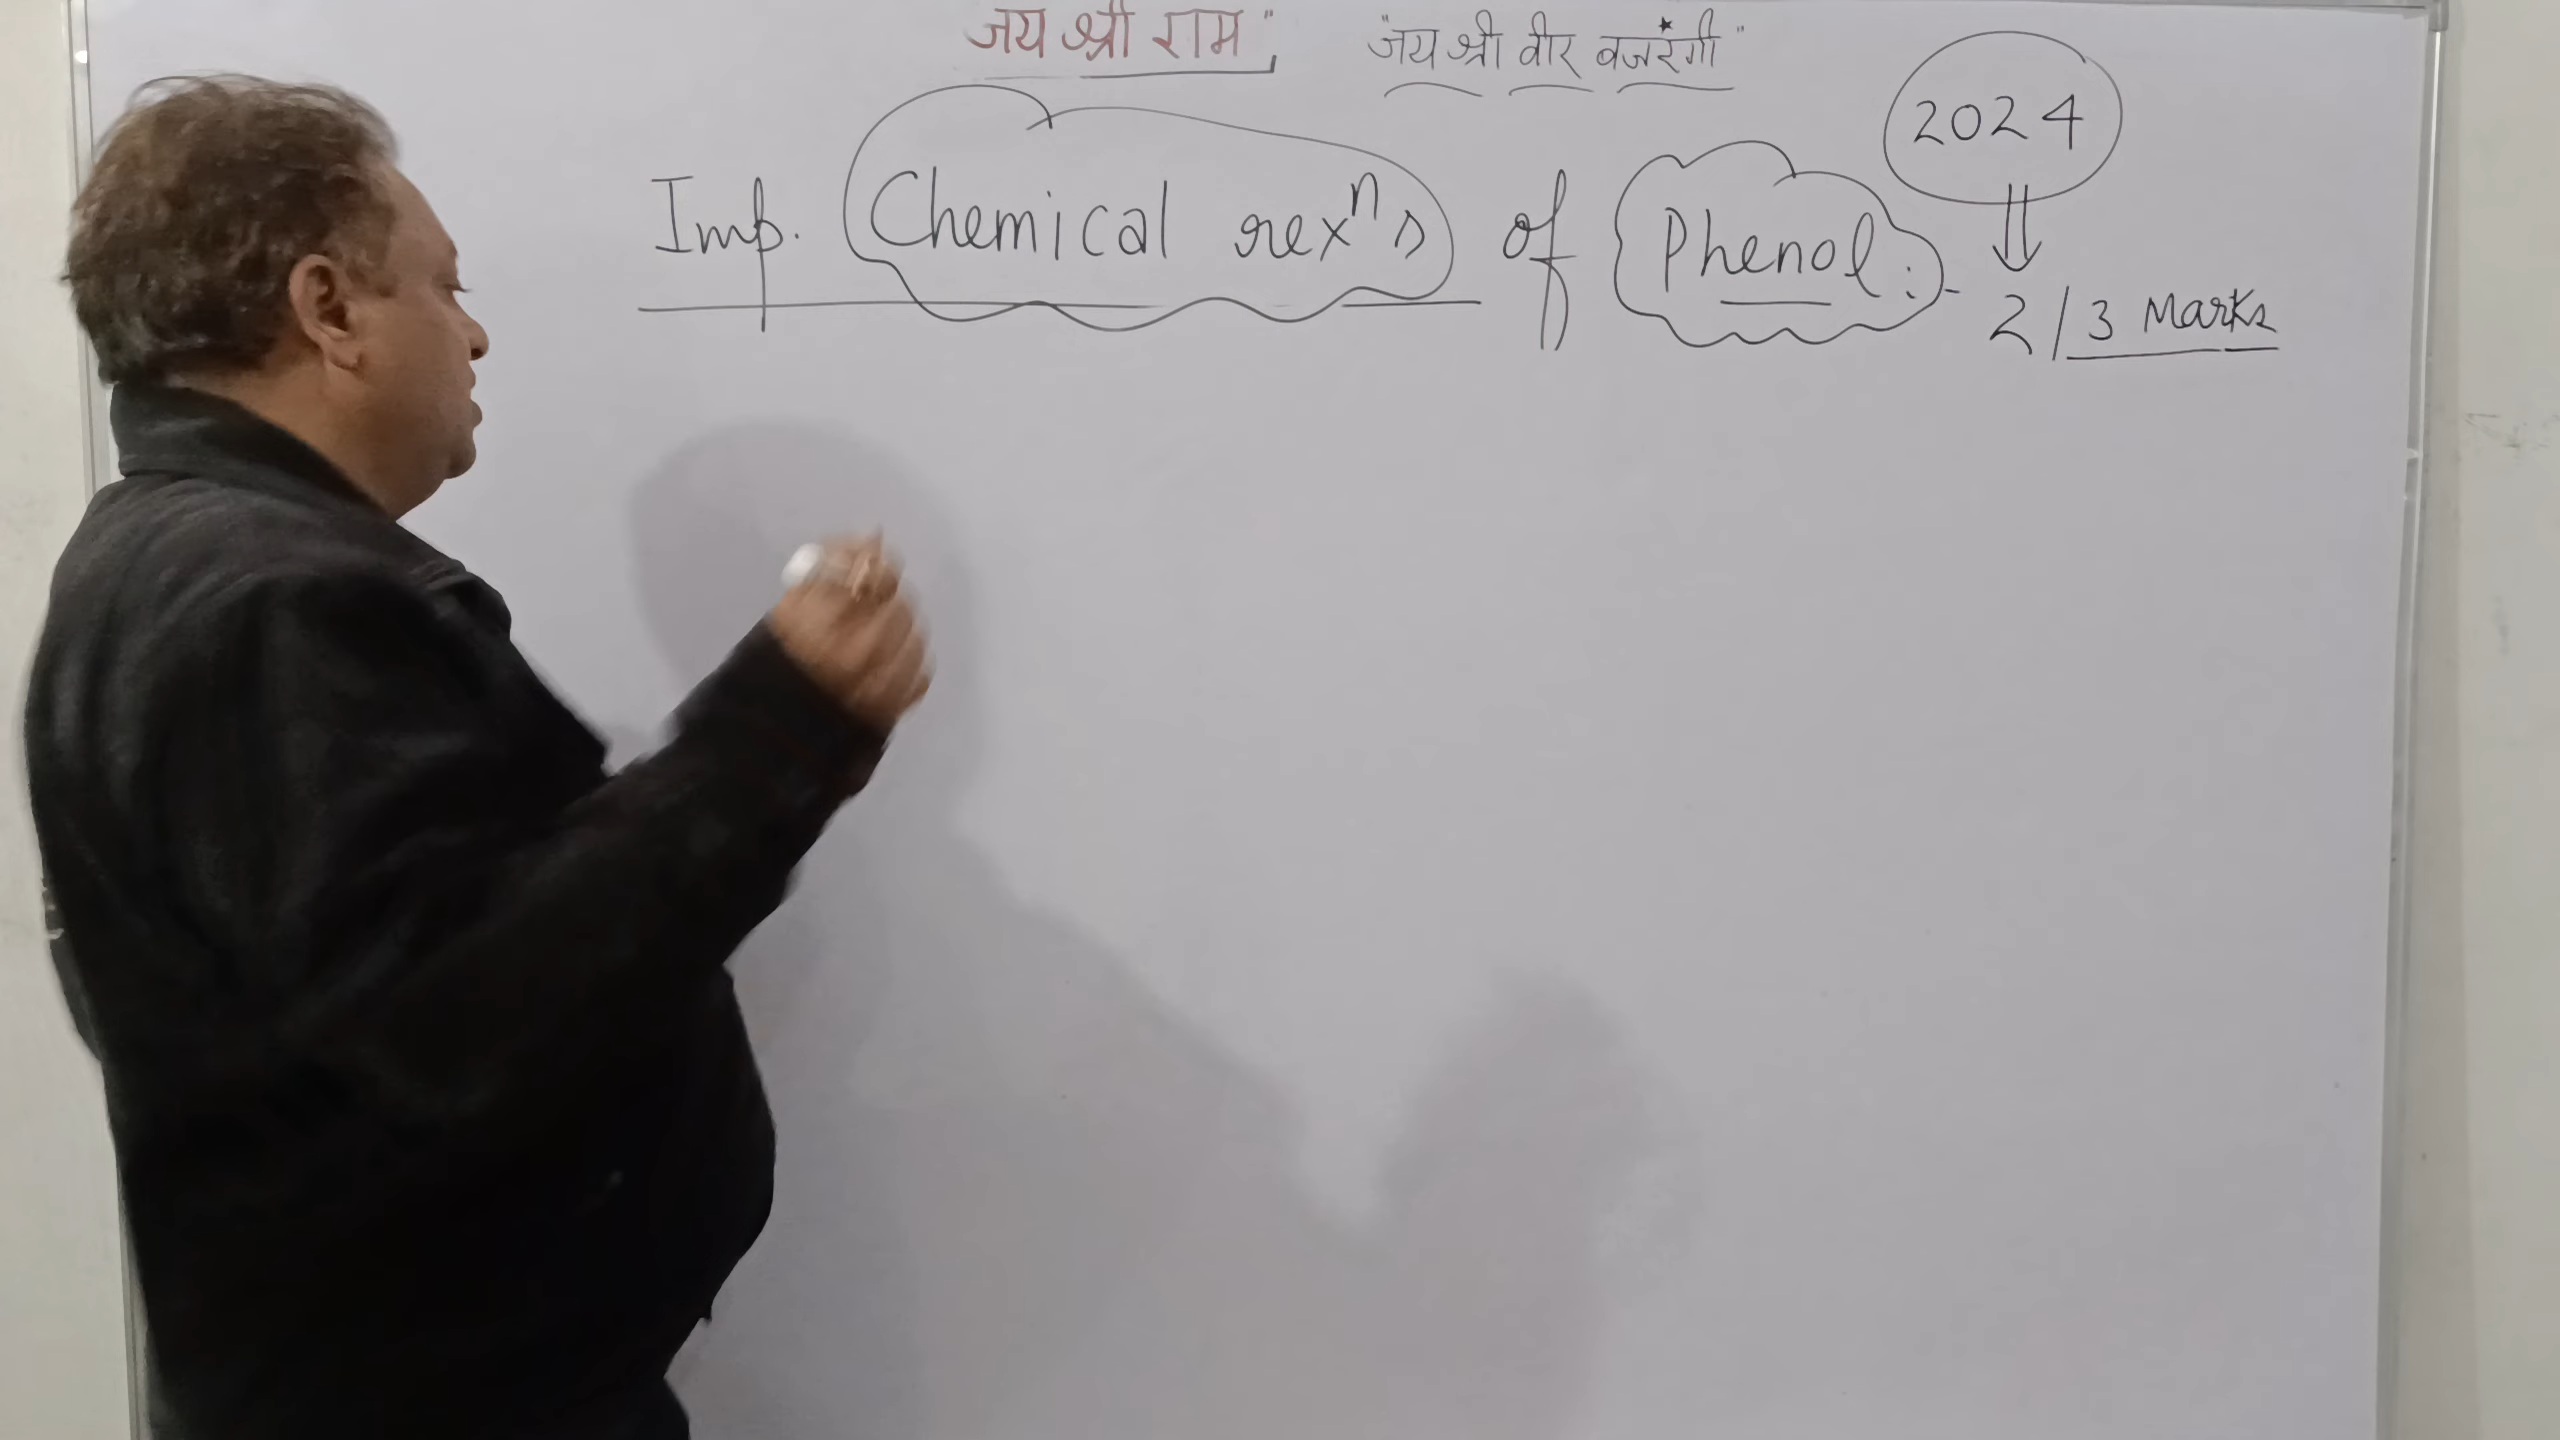 जय श्री राम" "जय श्री वीर बजरंगी"
2024
Imp. Chemical rexⁿs of Phenol:-
2/3 Marks